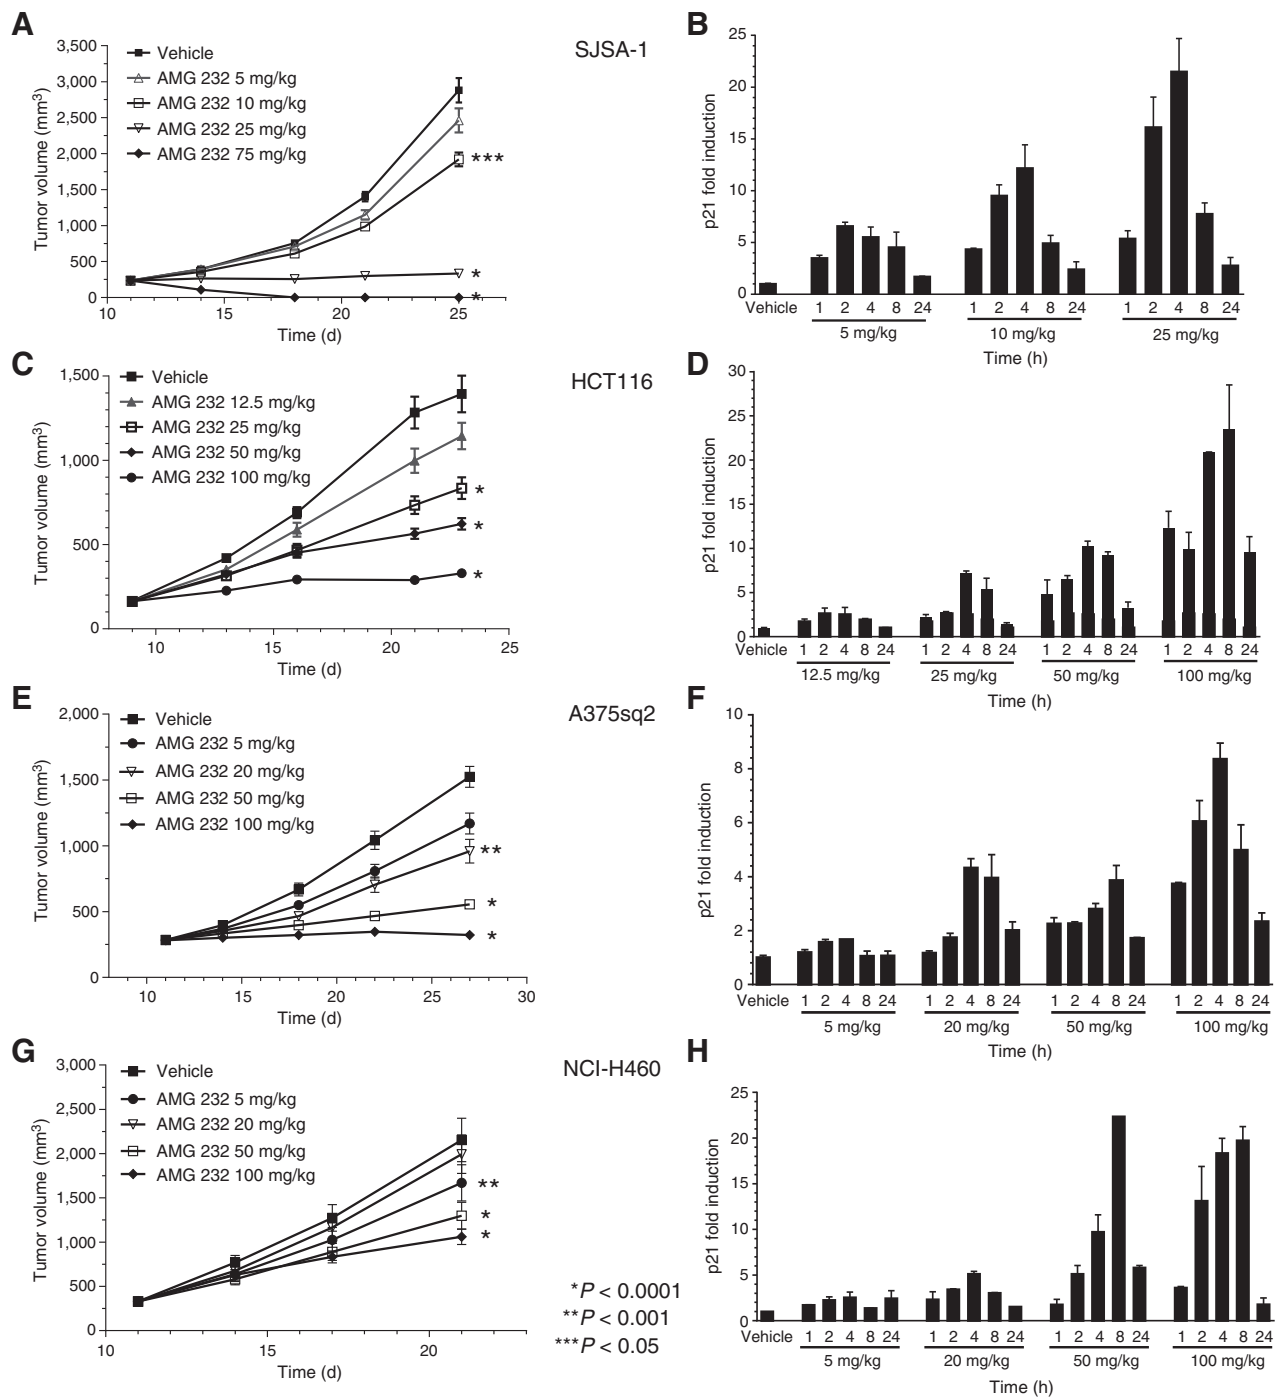 A
SJSA-1
3,500
3,000
2,500
2,000
1,500
1,000
500
0
Tumor volume (mm³)
Vehicle
AMG 232 5 mg/kg
AMG 232 10 mg/kg
AMG 232 25 mg/kg
AMG 232 75 mg/kg
***
*
*
10 15 20 25
Time (d)
B
25
20
15
10
5
0
p21 fold induction
Vehicle 1 2 4 8 24 1 2 4 8 24 1 2 4 8 24
5 mg/kg 10 mg/kg 25 mg/kg
Time (h)
C
HCT116
1,500
1,000
500
0
Tumor volume (mm³)
Vehicle
AMG 232 12.5 mg/kg
AMG 232 25 mg/kg
AMG 232 50 mg/kg
AMG 232 100 mg/kg
*
*
*
10 15 20 25
Time (d)
D
30
25
20
15
10
5
0
p21 fold induction
Vehicle 1 2 4 8 24 1 2 4 8 24 1 2 4 8 24 1 2 4 8 24
12.5 mg/kg 25 mg/kg 50 mg/kg 100 mg/kg
Time (h)
E
A375sq2
2,000
1,500
1,000
500
0
Tumor volume (mm³)
Vehicle
AMG 232 5 mg/kg
AMG 232 20 mg/kg
AMG 232 50 mg/kg
AMG 232 100 mg/kg
**
*
*
10 15 20 25 30
Time (d)
F
10
8
6
4
2
0
p21 fold induction
Vehicle 1 2 4 8 24 1 2 4 8 24 1 2 4 8 24 1 2 4 8 24
5 mg/kg 20 mg/kg 50 mg/kg 100 mg/kg
Time (h)
G
NCI-H460
3,000
2,500
2,000
1,500
1,000
500
0
Tumor volume (mm³)
Vehicle
AMG 232 5 mg/kg
AMG 232 20 mg/kg
AMG 232 50 mg/kg
AMG 232 100 mg/kg
**
*
*
10 15 20
Time (d)
*P < 0.0001
**P < 0.001
***P < 0.05
H
25
20
15
10
5
0
p21 fold induction
Vehicle 1 2 4 8 24 1 2 4 8 24 1 2 4 8 24 1 2 4 8 24
5 mg/kg 20 mg/kg 50 mg/kg 100 mg/kg
Time (h)